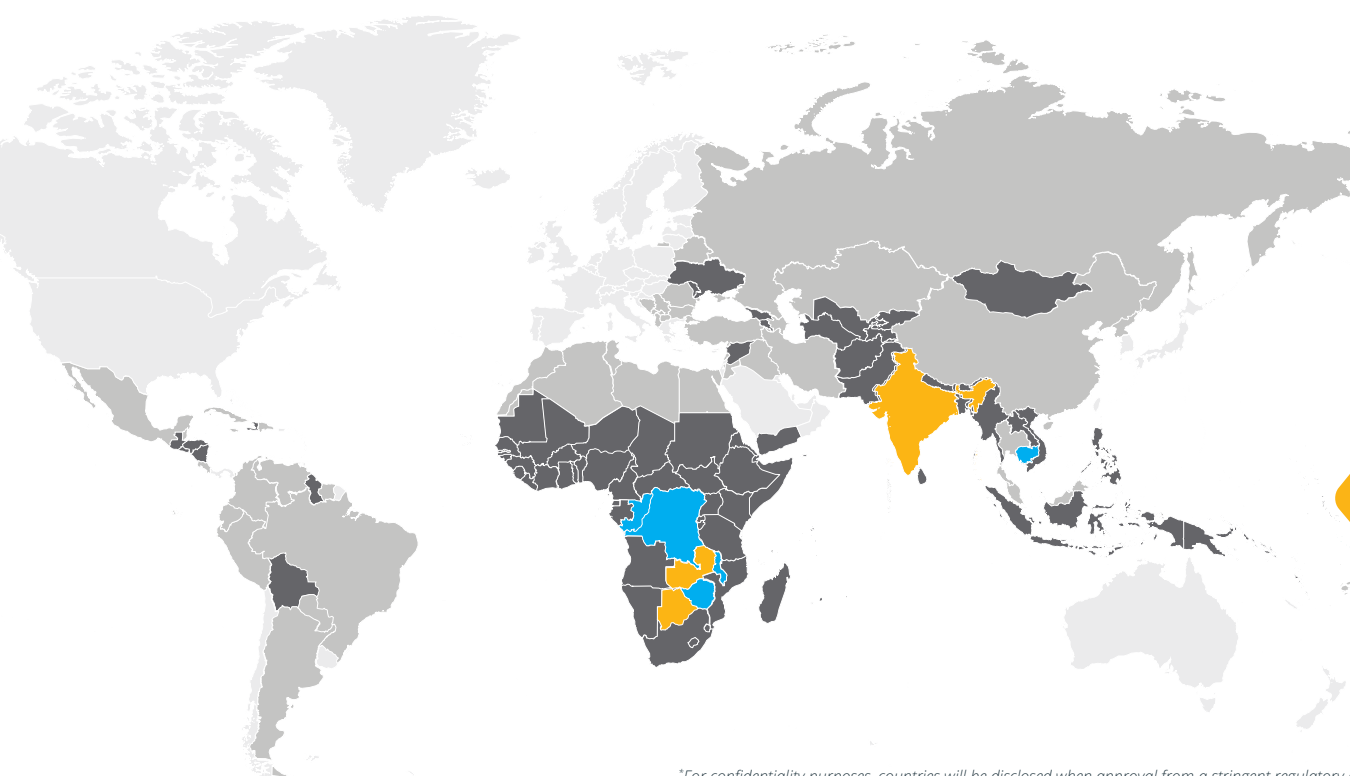 *For confidentiality purposes, countries will be disclosed when approval from a stringent regulatory